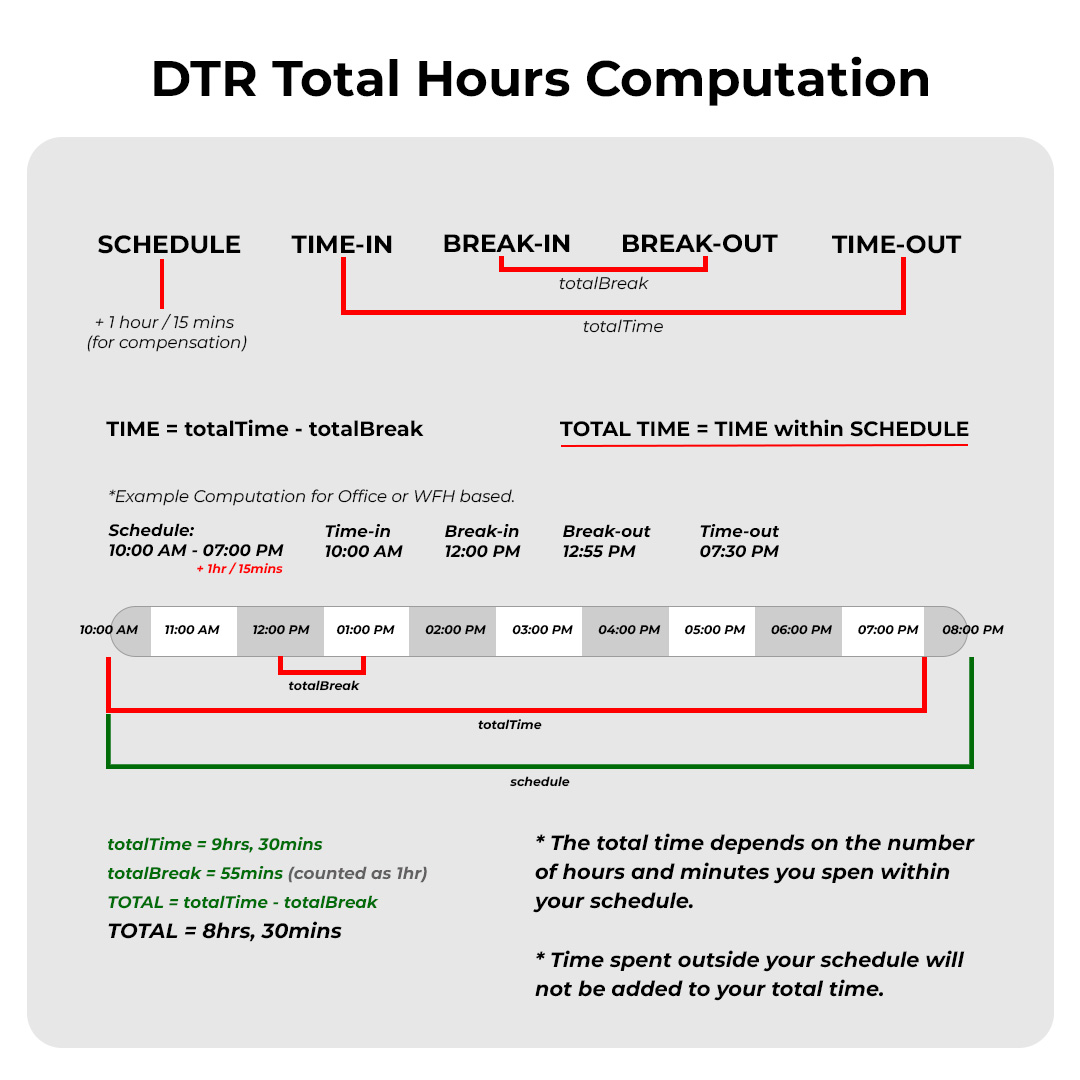 DTR Total Hours Computation
SCHEDULE TIME-IN BREAK-IN BREAK-OUT TIME-OUT
totalBreak
+ 1 hour / 15 mins
(for compensation)
totalTime
TIME = totalTime - totalBreak
TOTAL TIME = TIME within SCHEDULE
*Example Computation for Office or WFH based.
Schedule: Time-in Break-in Break-out Time-out
10:00 AM - 07:00 PM 10:00 AM 12:00 PM 12:55 PM 07:30 PM
+ 1hr / 15mins
10:00 AM 11:00 AM 12:00 PM 01:00 PM 02:00 PM 03:00 PM 04:00 PM 05:00 PM 06:00 PM 07:00 PM 08:00 PM
totalBreak
totalTime
schedule
totalTime = 9hrs, 30mins
totalBreak = 55mins (counted as 1hr)
TOTAL = totalTime - totalBreak
TOTAL = 8hrs, 30mins
* The total time depends on the number
of hours and minutes you spen within
your schedule.
* Time spent outside your schedule will
not be added to your total time.